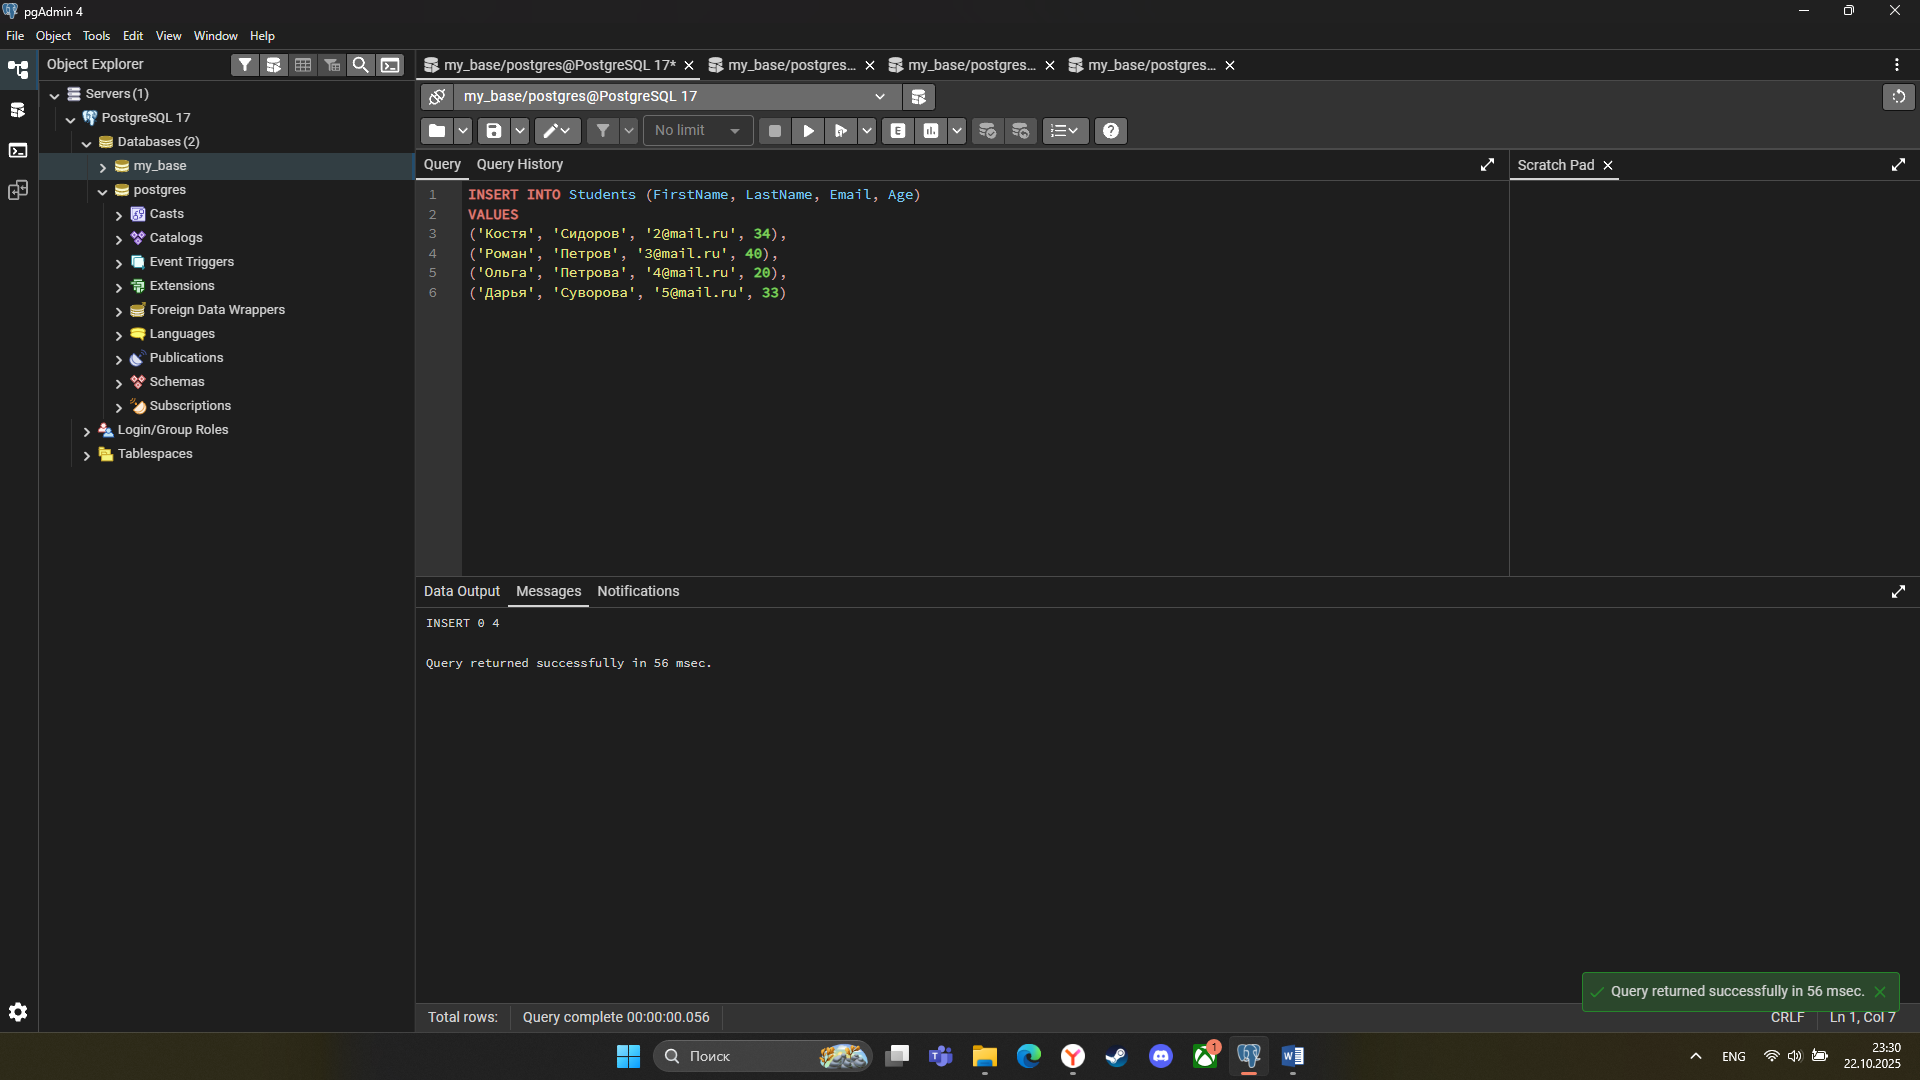 pgAdmin 4
File Object Tools Edit View Window Help
Object Explorer
Servers (1)
PostgreSQL 17
Databases (2)
my_base
postgres
Casts
Catalogs
Event Triggers
Extensions
Foreign Data Wrappers
Languages
Publications
Schemas
Subscriptions
Login/Group Roles
Tablespaces
my_base/postgres@PostgreSQL 17* my_base/postgres... my_base/postgres... my_base/postgres...
my_base/postgres@PostgreSQL 17
No limit E
Query Query History
Scratch Pad
1 INSERT INTO Students (FirstName, LastName, Email, Age)
2 VALUES
3 ('Костя', 'Сидоров', '2@mail.ru', 34),
4 ('Роман', 'Петров', '3@mail.ru', 40),
5 ('Ольга', 'Петрова', '4@mail.ru', 20),
6 ('Дарья', 'Суворова', '5@mail.ru', 33)
Data Output Messages Notifications
INSERT 0 4
Query returned successfully in 56 msec.
Query returned successfully in 56 msec.
Total rows: Query complete 00:00:00.056
CRLF Ln 1, Col 7
Поиск
1
ENG
23:30
22.10.2025